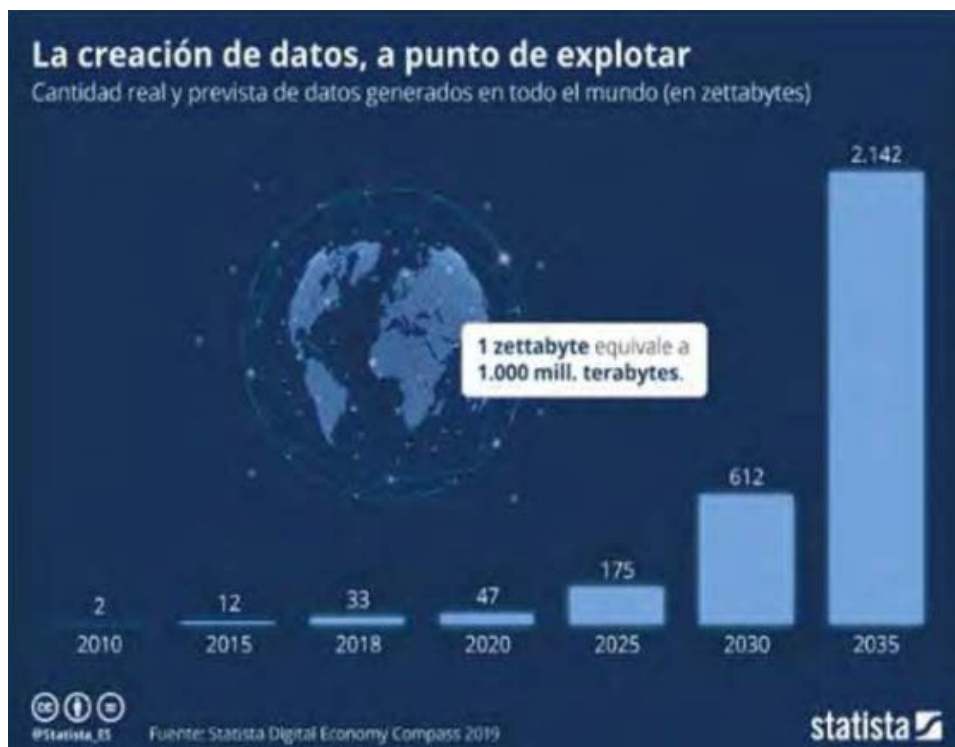 La creación de datos, a punto de explotar
Cantidad real y prevista de datos generados en todo el mundo (en zettabytes)
2.142
1 zettabyte equivale a
1.000 mill. terabytes.
612
175
47
33
12
2
2010 2015 2018 2020 2025 2030 2035
@Statista_ES Fuente: Statista Digital Economy Compass 2019
statista